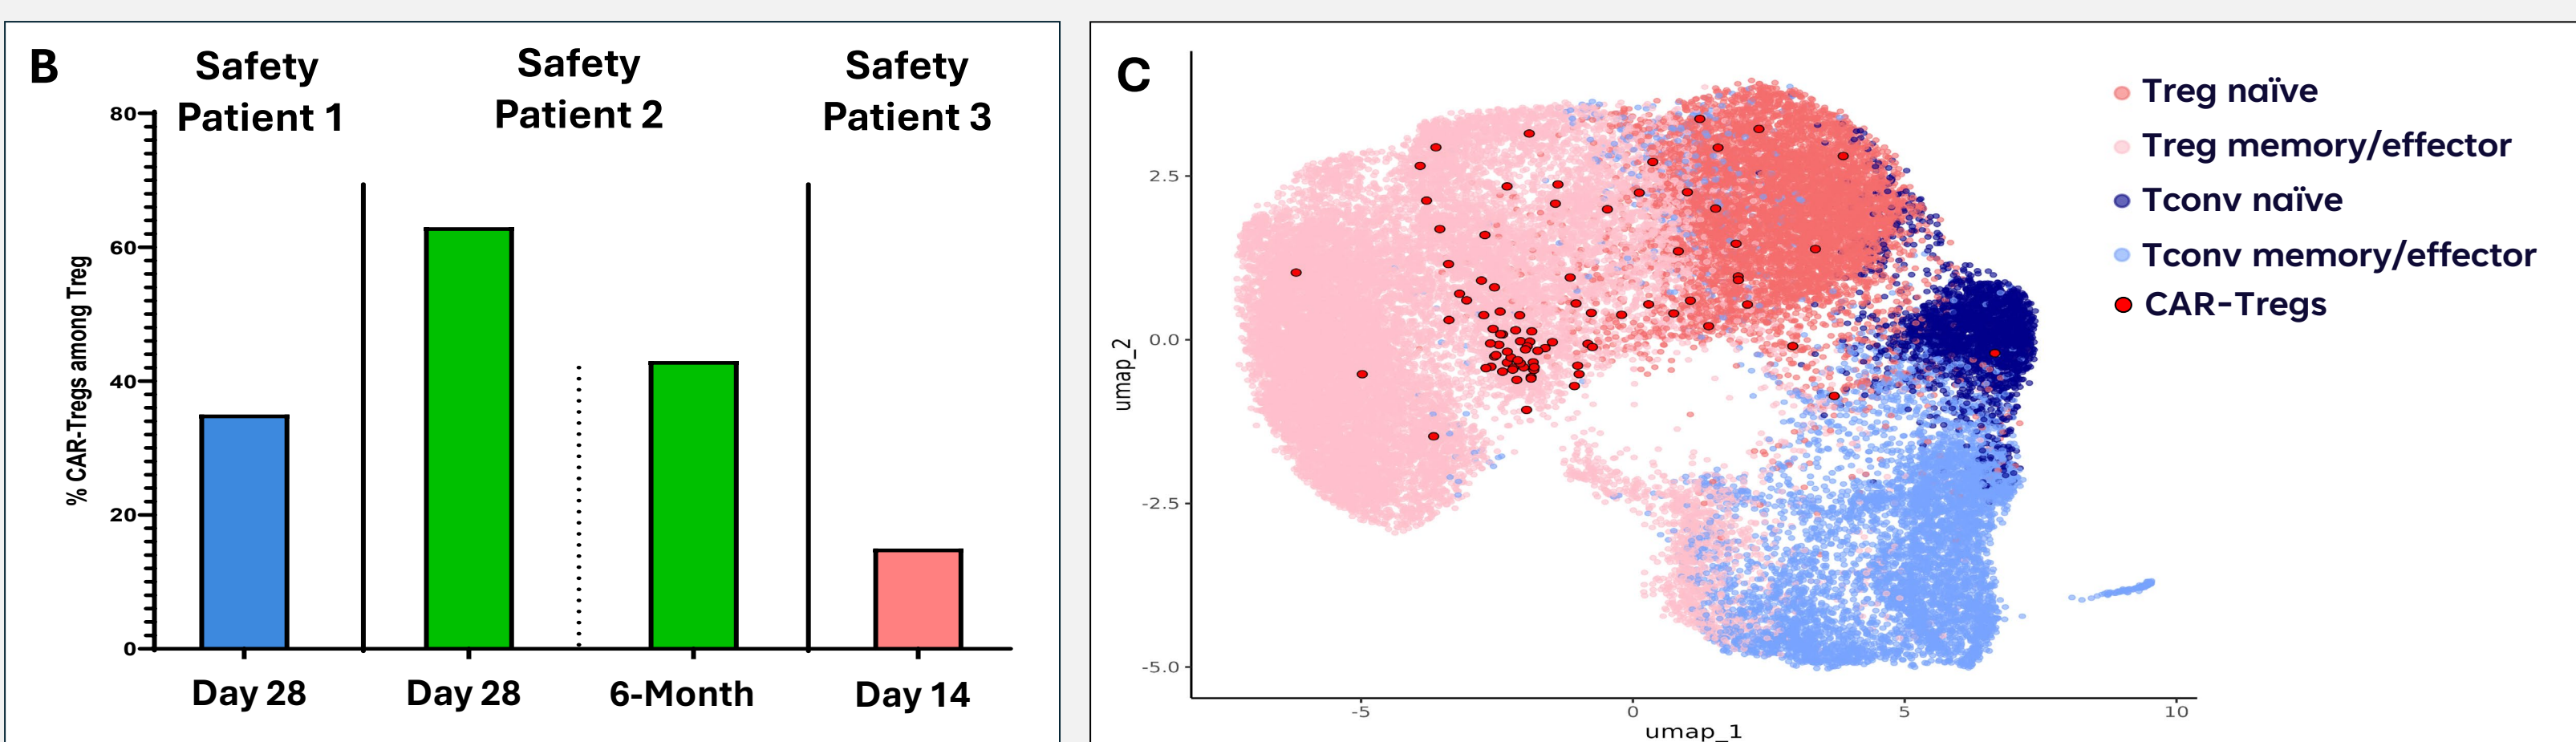 B
Safety
Patient 1
Safety
Patient 2
Safety
Patient 3
80
60
40
20
0
% CAR-Tregs among Treg
Day 28
Day 28
6-Month
Day 14
C
2.5
0.0
-2.5
-5.0
umap_2
-5
0
5
10
umap_1
Treg naïve
Treg memory/effector
Tconv naïve
Tconv memory/effector
CAR-Tregs